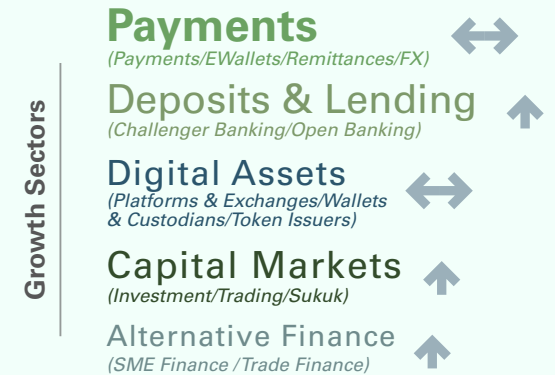 Growth Sectors
Payments
(Payments/EWallets/Remittances/FX)
Deposits & Lending
(Challenger Banking/Open Banking)
Digital Assets
(Platforms & Exchanges/Wallets
& Custodians/Token Issuers)
Capital Markets
(Investment/Trading/Sukuk)
Alternative Finance
(SME Finance /Trade Finance)